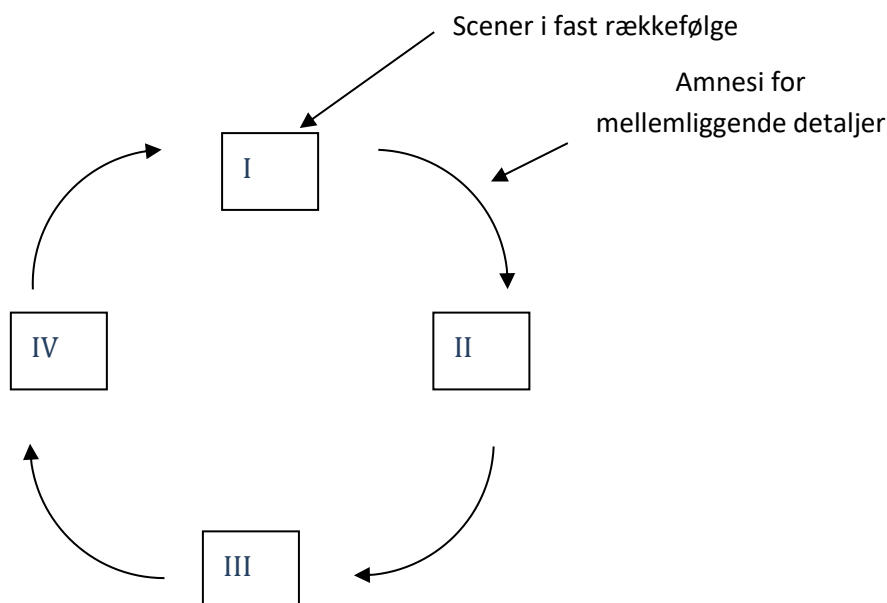 Scener i fast rækkefølge
Amnesi for
mellemliggende detaljer
I
IV
II
III